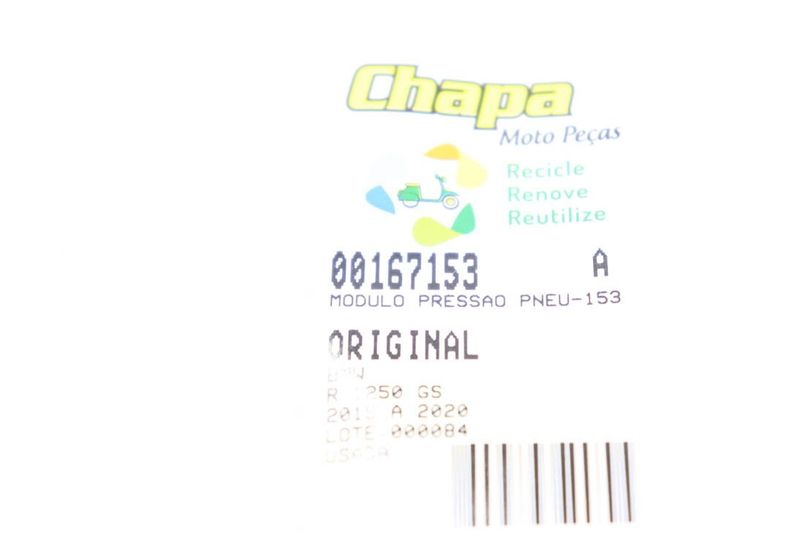 Chapa
Moto Peças
Recicle
Renove
Reutilize
00167153 A
MODULO PRESSAO PNEU-153
ORIGINAL
BMW
R 1250 GS
2019 A 2020
LOTE 000084
USADA